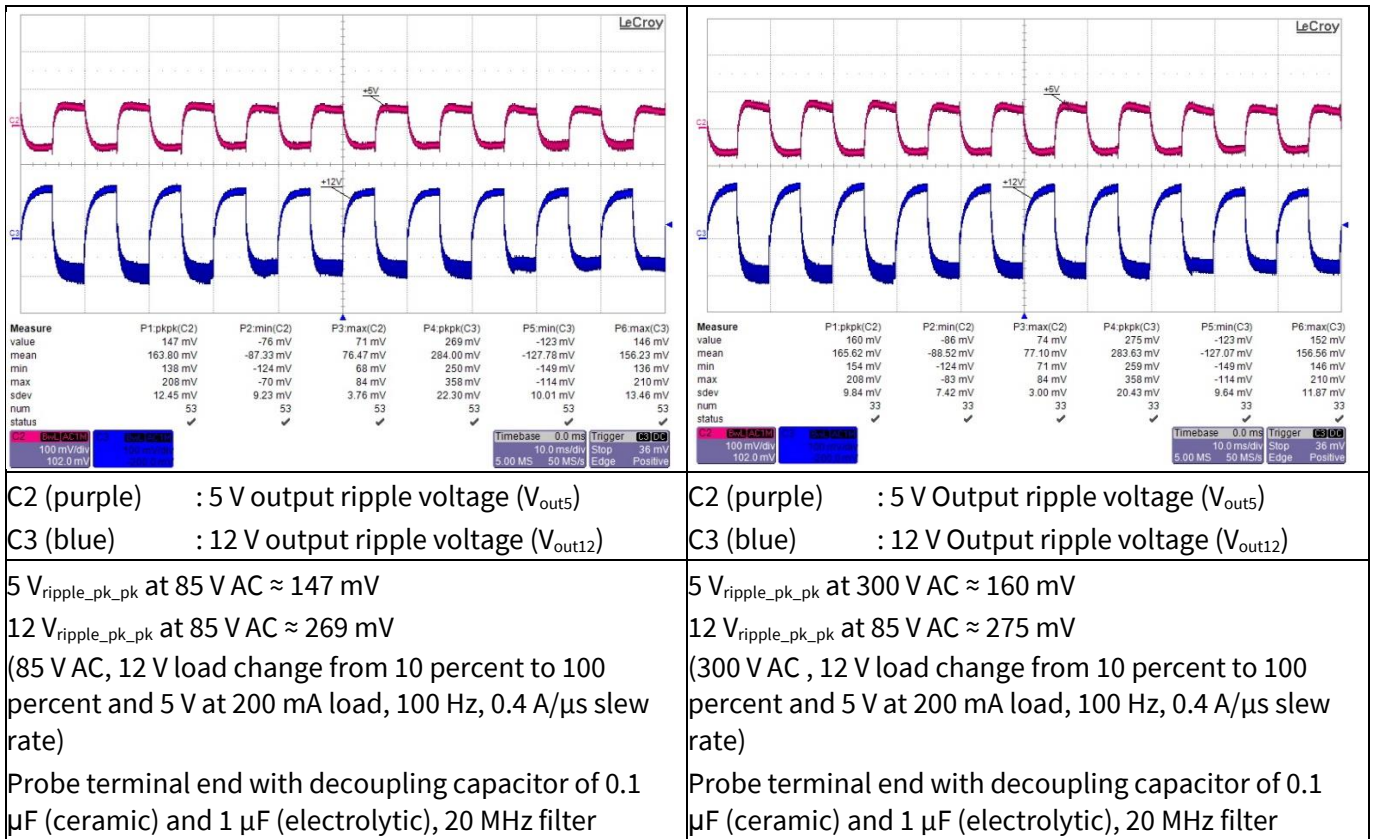 LeCroy
+5V
C2
+12V
C3
Measure P1:pkpk(C2) P2:min(C2) P3:max(C2) P4:pkpk(C3) P5:min(C3) P6:max(C3)
value 147 mV -76 mV 71 mV 269 mV -123 mV 146 mV
mean 163.80 mV -87.33 mV 76.47 mV 284.00 mV -127.78 mV 156.23 mV
min 138 mV -124 mV 68 mV 250 mV -149 mV 136 mV
max 208 mV -70 mV 84 mV 358 mV -114 mV 210 mV
sdev 12.45 mV 9.23 mV 3.76 mV 22.30 mV 10.01 mV 13.46 mV
num 53 53 53 53 53 53
status ✓ ✓ ✓ ✓ ✓ ✓
C2 BwL AC1M Timebase 0.0 ms Trigger C3 DC
100 mV/div 10.0 ms/div Stop 36 mV
102.0 mV 5.00 MS 50 MS/s Edge Positive
LeCroy
+5V
C2
+12V
C3
Measure P1:pkpk(C2) P2:min(C2) P3:max(C2) P4:pkpk(C3) P5:min(C3) P6:max(C3)
value 160 mV -86 mV 74 mV 275 mV -123 mV 152 mV
mean 165.62 mV -88.52 mV 77.10 mV 283.63 mV -127.07 mV 156.56 mV
min 154 mV -124 mV 71 mV 259 mV -149 mV 146 mV
max 208 mV -83 mV 84 mV 358 mV -114 mV 210 mV
sdev 9.84 mV 7.42 mV 3.00 mV 20.43 mV 9.64 mV 11.87 mV
num 33 33 33 33 33 33
status ✓ ✓ ✓ ✓ ✓ ✓
C2 BwL AC1M Timebase 0.0 ms Trigger C3 DC
100 mV/div 10.0 ms/div Stop 36 mV
102.0 mV 5.00 MS 50 MS/s Edge Positive
C2 (purple) : 5 V output ripple voltage (Vout5)
C3 (blue) : 12 V output ripple voltage (Vout12)
C2 (purple) : 5 V Output ripple voltage (Vout5)
C3 (blue) : 12 V Output ripple voltage (Vout12)
5 Vripple_pk_pk at 85 V AC ≈ 147 mV
12 Vripple_pk_pk at 85 V AC ≈ 269 mV
(85 V AC, 12 V load change from 10 percent to 100
percent and 5 V at 200 mA load, 100 Hz, 0.4 A/µs slew
rate)
Probe terminal end with decoupling capacitor of 0.1
µF (ceramic) and 1 µF (electrolytic), 20 MHz filter
5 Vripple_pk_pk at 300 V AC ≈ 160 mV
12 Vripple_pk_pk at 85 V AC ≈ 275 mV
(300 V AC , 12 V load change from 10 percent to 100
percent and 5 V at 200 mA load, 100 Hz, 0.4 A/µs slew
rate)
Probe terminal end with decoupling capacitor of 0.1
µF (ceramic) and 1 µF (electrolytic), 20 MHz filter